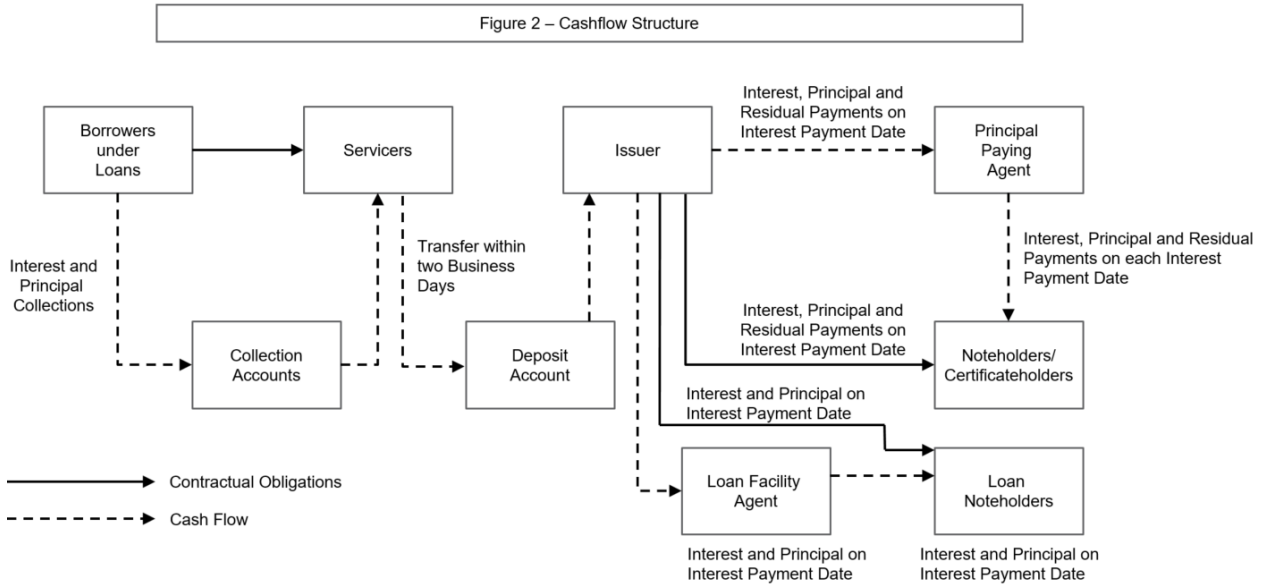 Figure 2 – Cashflow Structure
Borrowers
under
Loans
Servicers
Issuer
Interest, Principal and
Residual Payments on
Interest Payment Date
Principal
Paying
Agent
Interest and
Principal
Collections
Transfer within
two Business
Days
Interest, Principal and Residual
Payments on each Interest
Payment Date
Collection
Accounts
Deposit
Account
Interest, Principal and
Residual Payments on
Interest Payment Date
Noteholders/
Certificateholders
Interest and Principal on
Interest Payment Date
Loan Facility
Agent
Loan
Noteholders
Interest and Principal on
Interest Payment Date
Interest and Principal on
Interest Payment Date
Contractual Obligations
Cash Flow